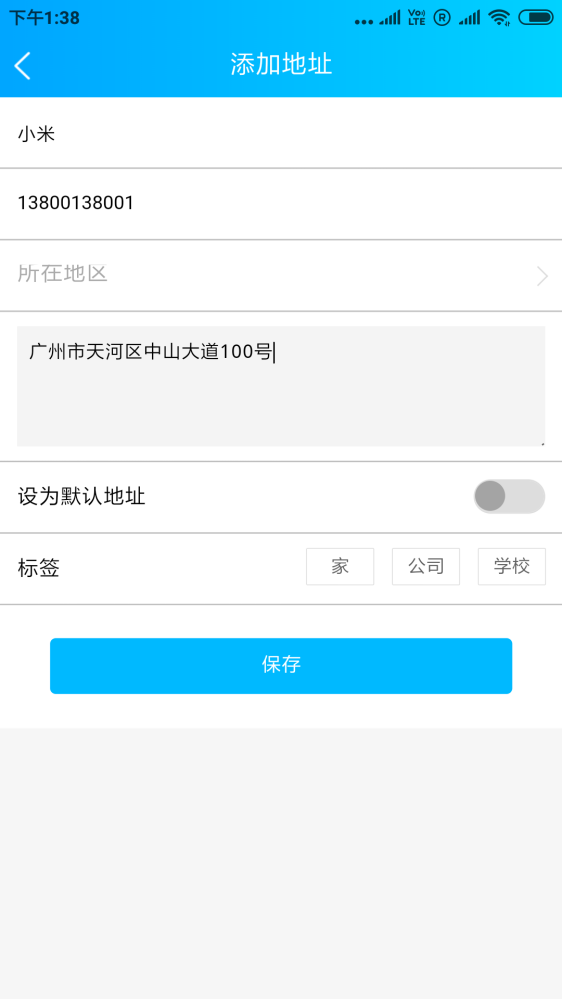 下午1:38
... Vo) LTE R
添加地址
小米
13800138001
所在地区
广州市天河区中山大道100号
设为默认地址
标签 家 公司 学校
保存